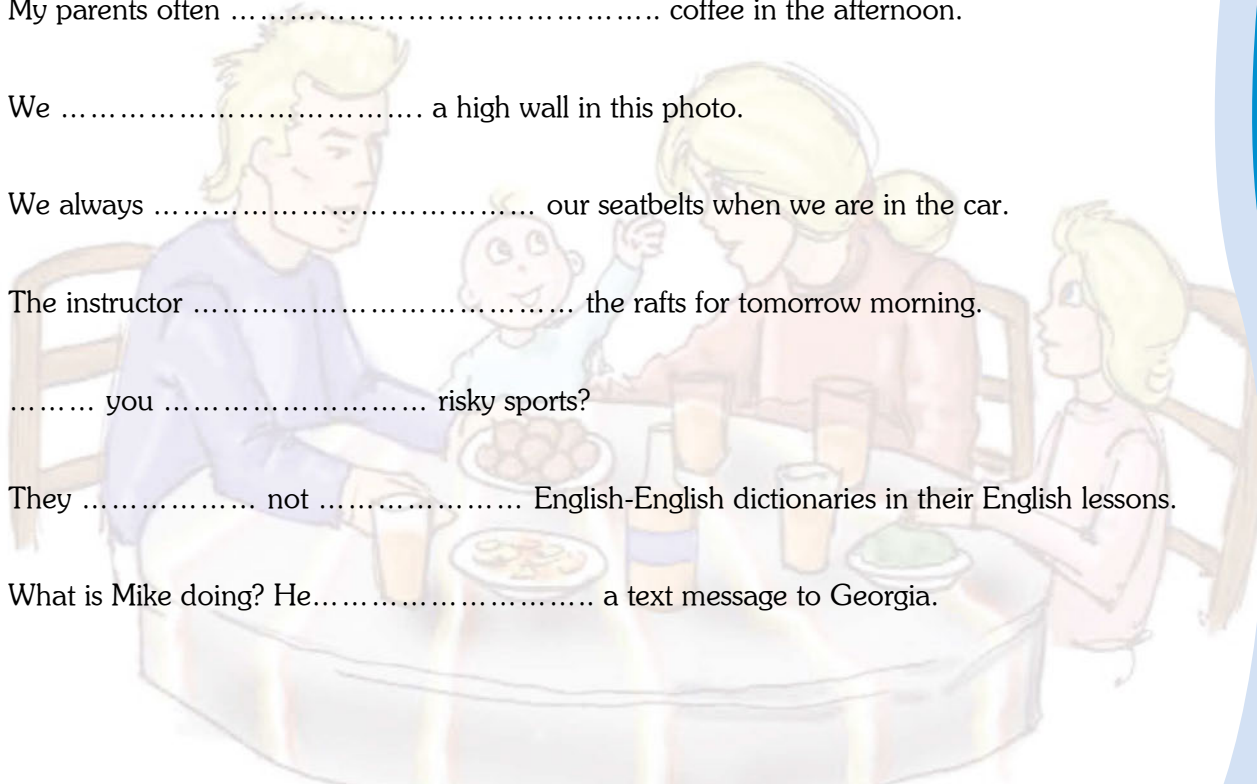 My parents often ………………………………………….. coffee in the afternoon.
We ………………………………. a high wall in this photo.
We always ………………………………… our seatbelts when we are in the car.
The instructor ………………………………… the rafts for tomorrow morning.
……… you ……………………… risky sports?
They ……………… not ………………… English-English dictionaries in their English lessons.
What is Mike doing? He……………………….. a text message to Georgia.